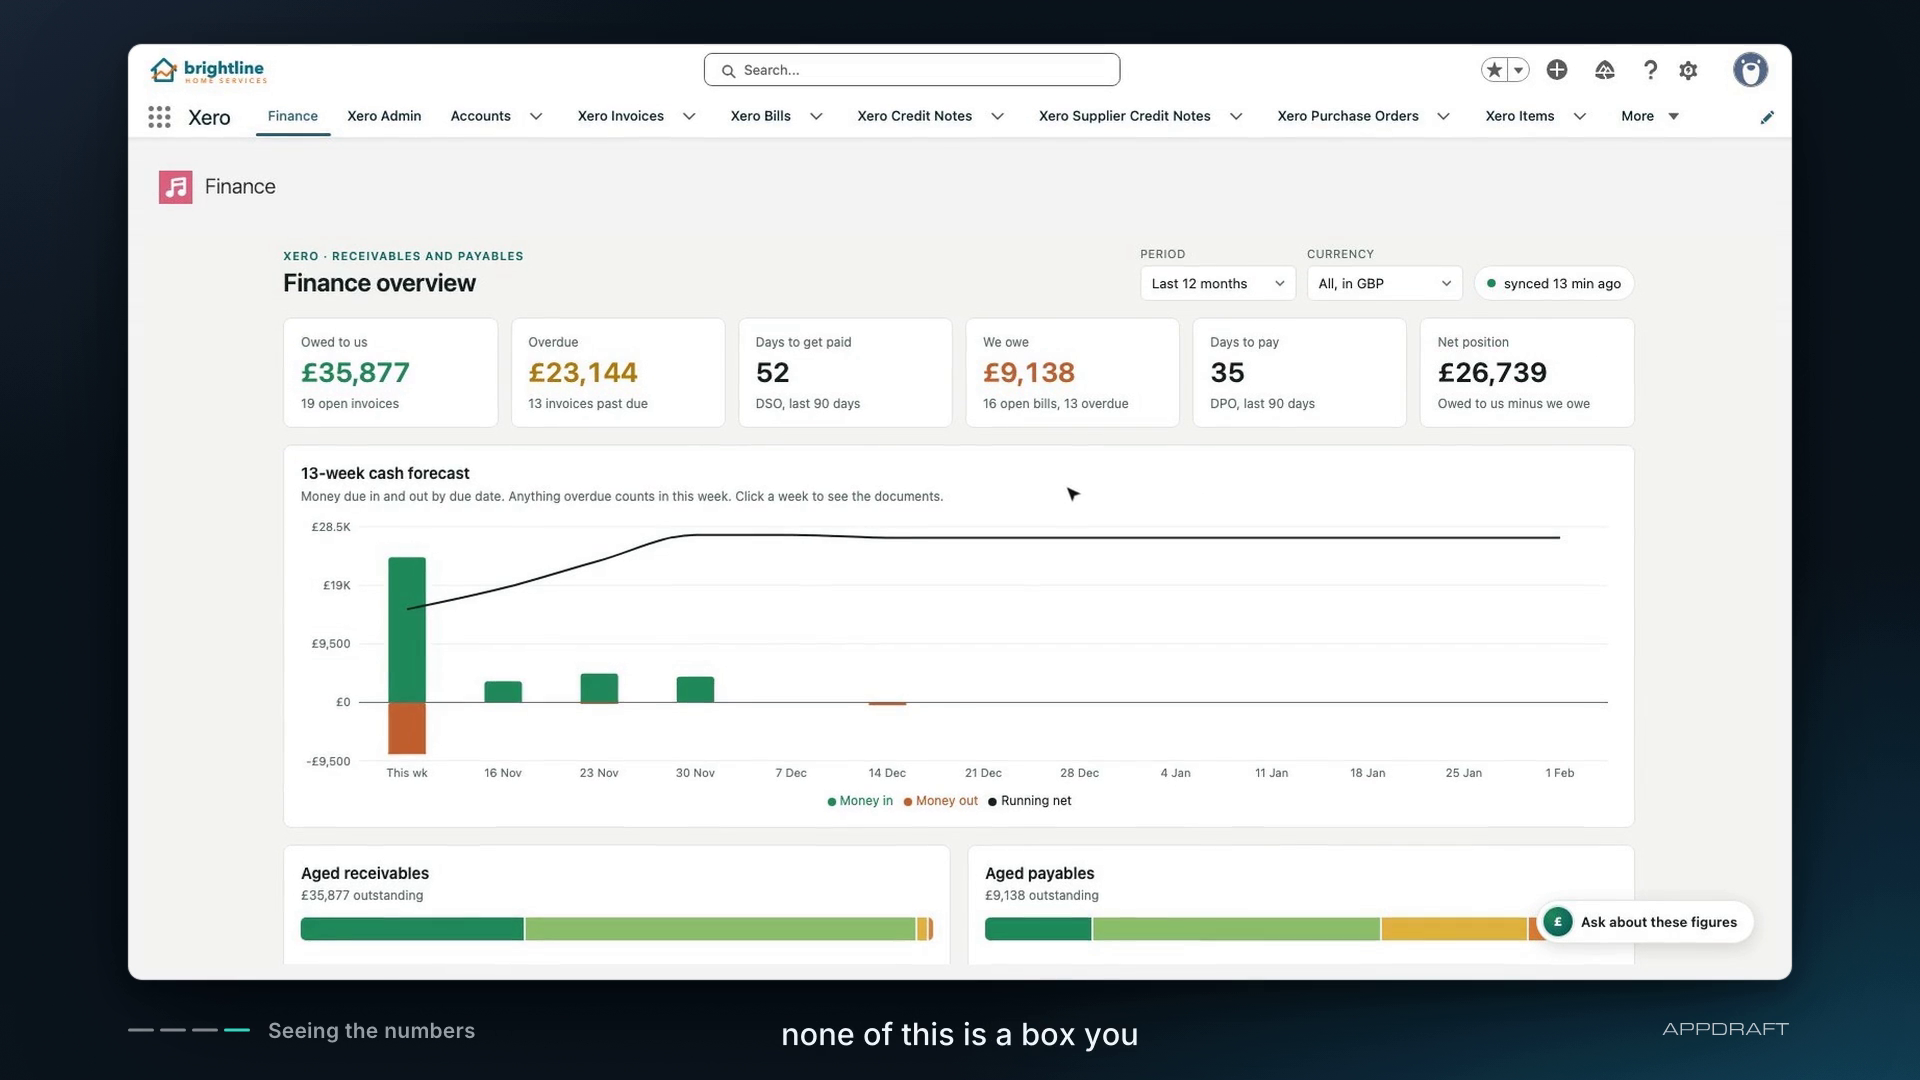 brightline
HOME SERVICES
Search...
Xero
Finance
Xero Admin
Accounts
Xero Invoices
Xero Bills
Xero Credit Notes
Xero Supplier Credit Notes
Xero Purchase Orders
Xero Items
More
Finance
XERO · RECEIVABLES AND PAYABLES
Finance overview
PERIOD
Last 12 months
CURRENCY
All, in GBP
synced 13 min ago
Owed to us
£35,877
19 open invoices
Overdue
£23,144
13 invoices past due
Days to get paid
52
DSO, last 90 days
We owe
£9,138
16 open bills, 13 overdue
Days to pay
35
DPO, last 90 days
Net position
£26,739
Owed to us minus we owe
13-week cash forecast
Money due in and out by due date. Anything overdue counts in this week. Click a week to see the documents.
£28.5K
£19K
£9,500
£0
-£9,500
This wk
16 Nov
23 Nov
30 Nov
7 Dec
14 Dec
21 Dec
28 Dec
4 Jan
11 Jan
18 Jan
25 Jan
1 Feb
Money in
Money out
Running net
Aged receivables
£35,877 outstanding
Aged payables
£9,138 outstanding
£
Ask about these figures
Seeing the numbers
none of this is a box you
APPDRAFT